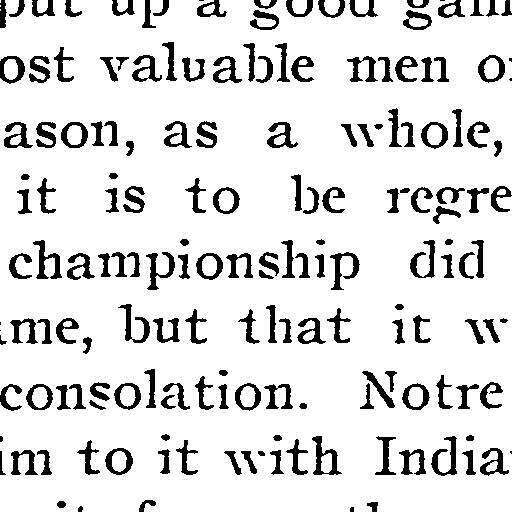 put up a good gam
ost valuable men o
ason, as a whole,
it is to be regre
championship did
ame, but that it w
consolation. Notre
im to it with India